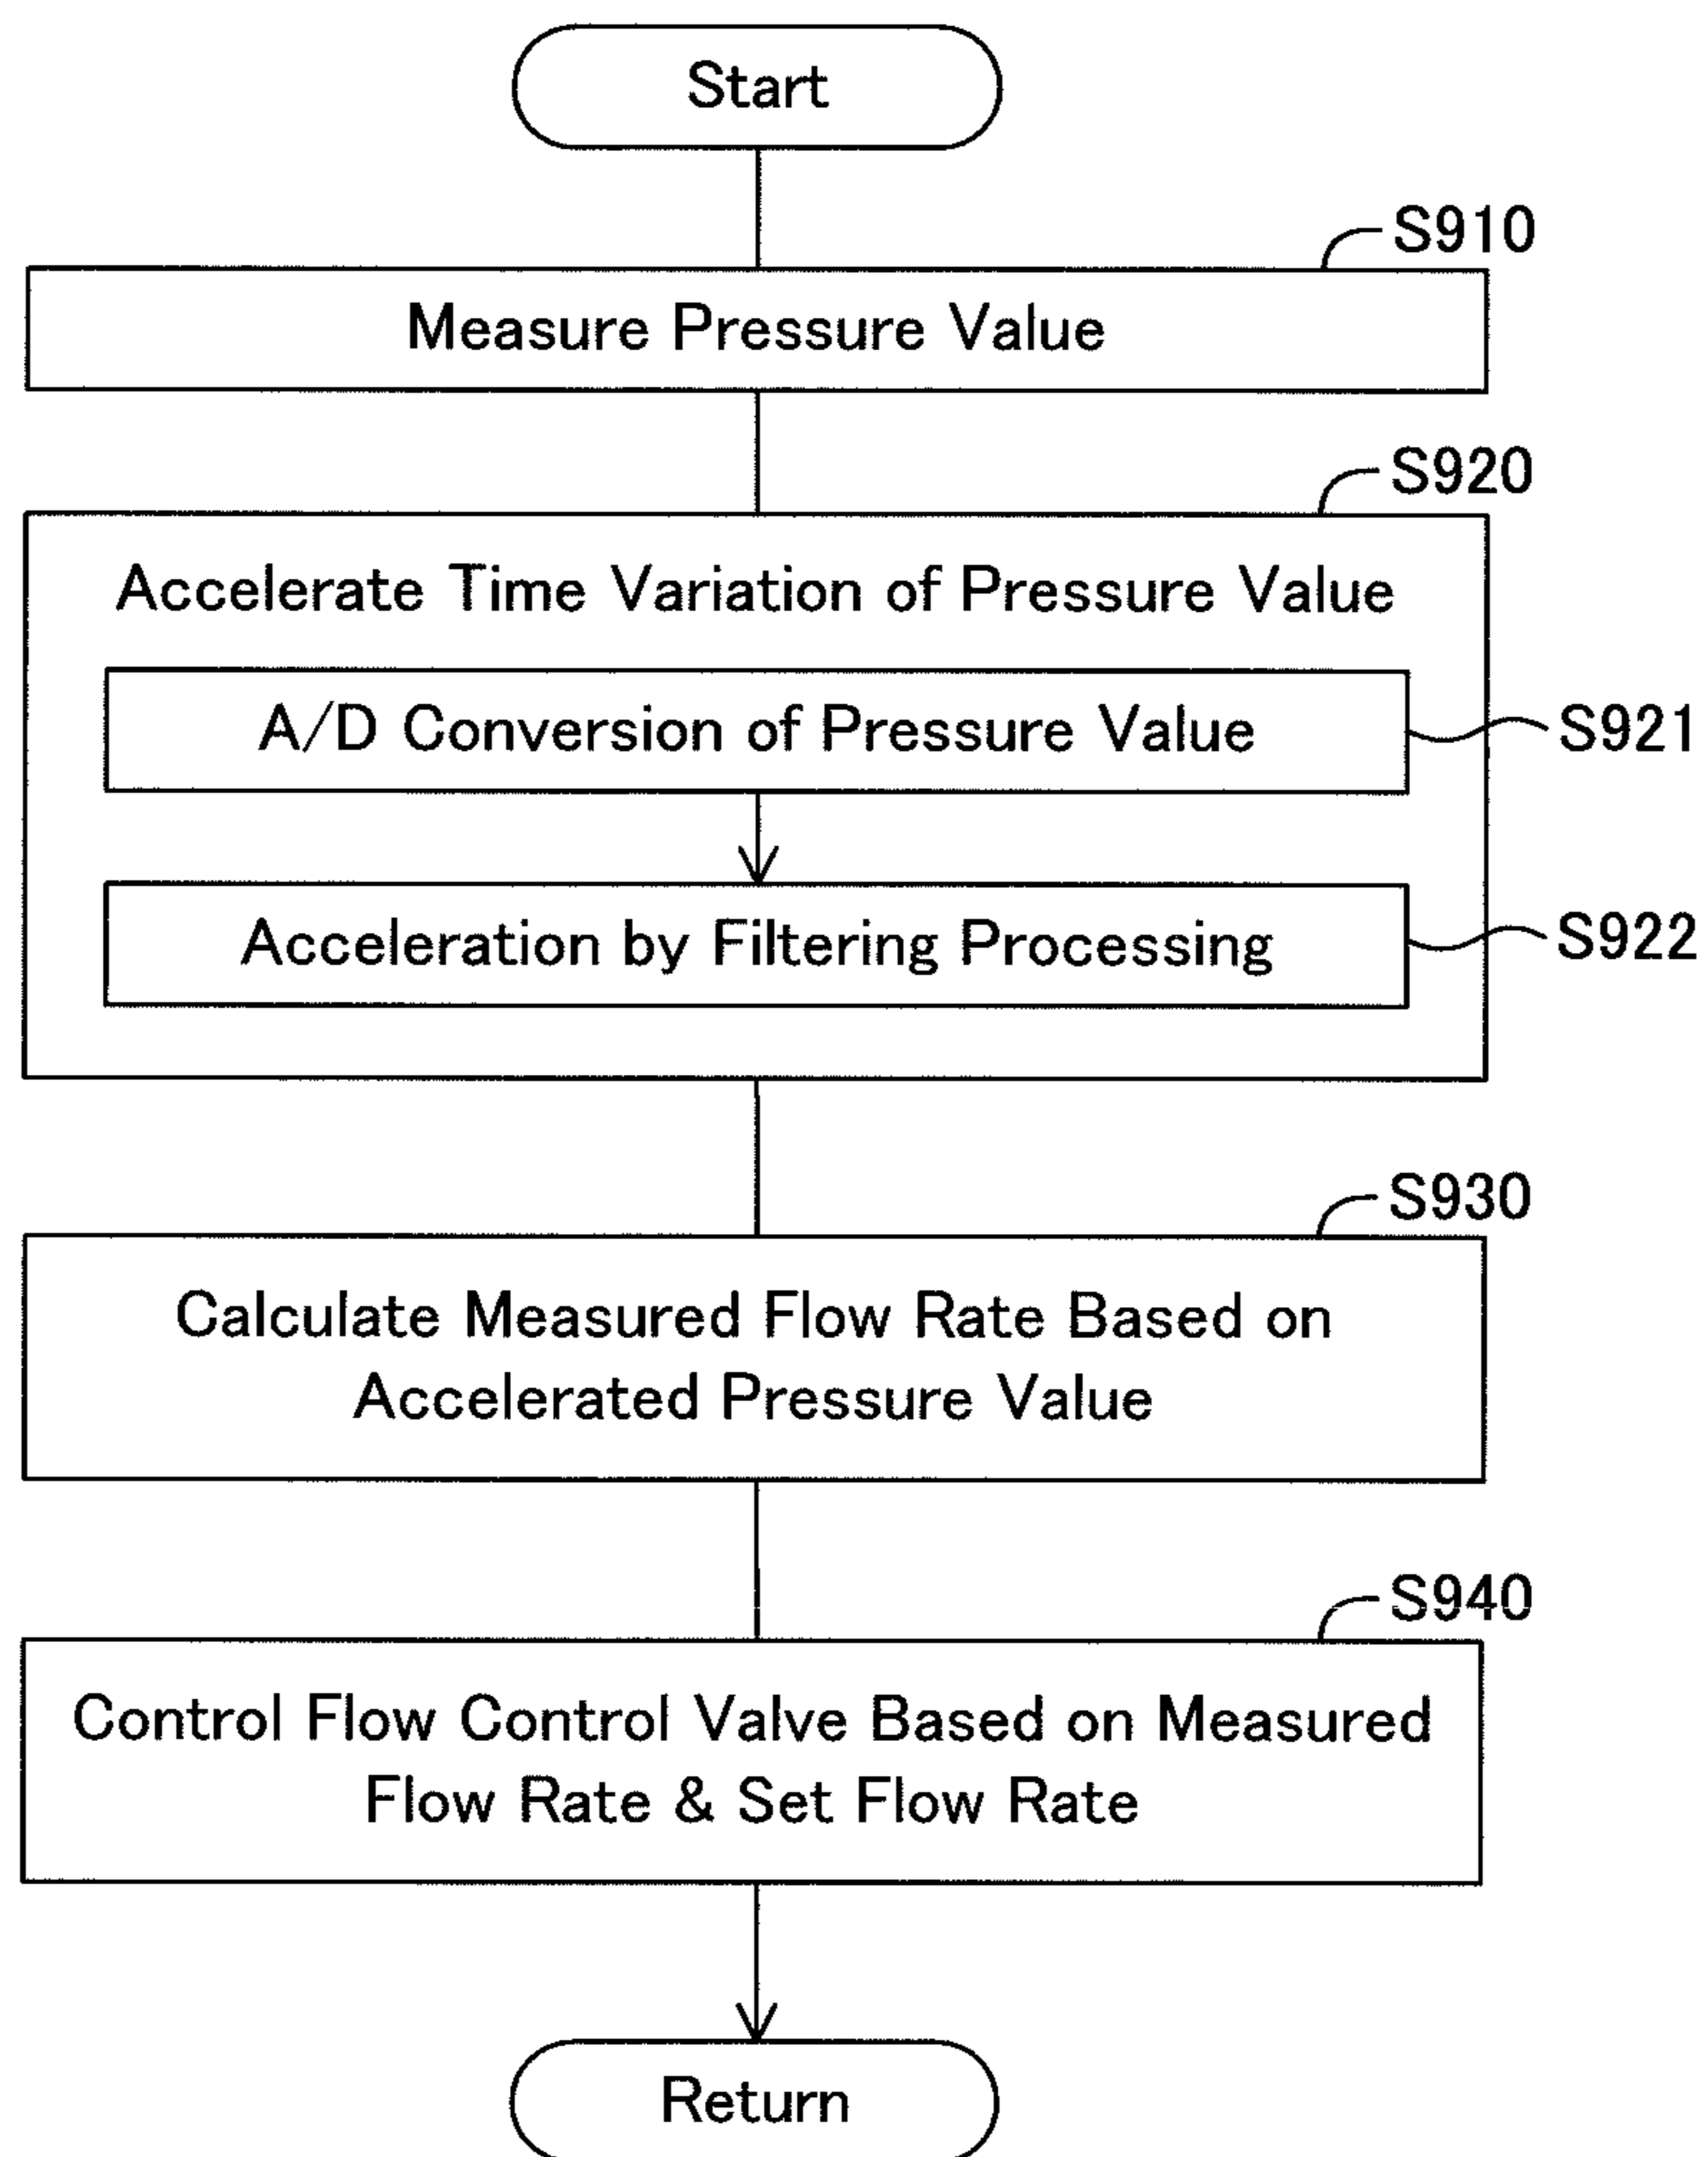 Start
S910
Measure Pressure Value
S920
Accelerate Time Variation of Pressure Value
A/D Conversion of Pressure Value
S921
Acceleration by Filtering Processing
S922
S930
Calculate Measured Flow Rate Based on
Accelerated Pressure Value
S940
Control Flow Control Valve Based on Measured
Flow Rate & Set Flow Rate
Return